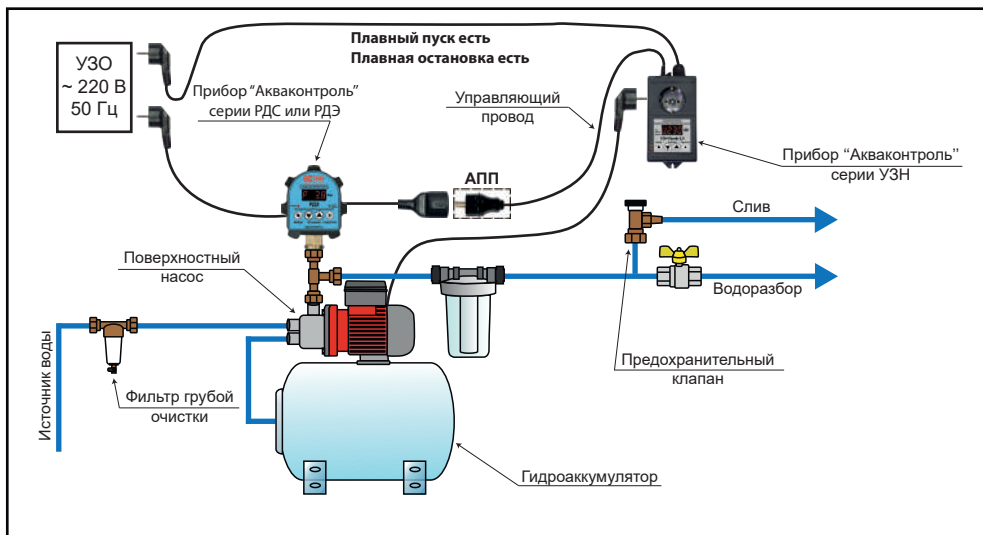 Плавный пуск есть
Плавная остановка есть
УЗО
~ 220 В
50 Гц
Прибор “Акваконтроль”
серии РДС или РДЭ
Управляющий
провод
Прибор “Акваконтроль”
серии УЗН
АПП
Слив
Поверхностный
насос
Водоразбор
Источник воды
Фильтр грубой
очистки
Предохранительный
клапан
Гидроаккумулятор